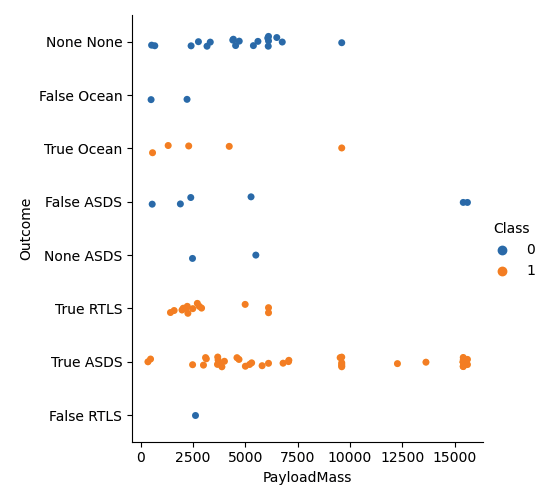 None None
False Ocean
True Ocean
False ASDS
None ASDS
True RTLS
True ASDS
False RTLS
Outcome
0 2500 5000 7500 10000 12500 15000
PayloadMass
Class
0
1